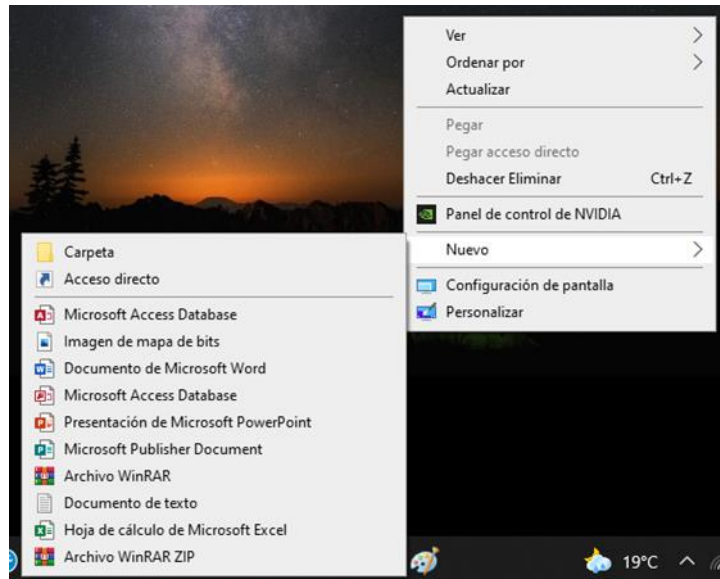 Ver
Ordenar por
Actualizar
Pegar
Pegar acceso directo
Deshacer Eliminar Ctrl+Z
Panel de control de NVIDIA
Nuevo
Configuración de pantalla
Personalizar
Carpeta
Acceso directo
Microsoft Access Database
Imagen de mapa de bits
Documento de Microsoft Word
Microsoft Access Database
Presentación de Microsoft PowerPoint
Microsoft Publisher Document
Archivo WinRAR
Documento de texto
Hoja de cálculo de Microsoft Excel
Archivo WinRAR ZIP
19°C